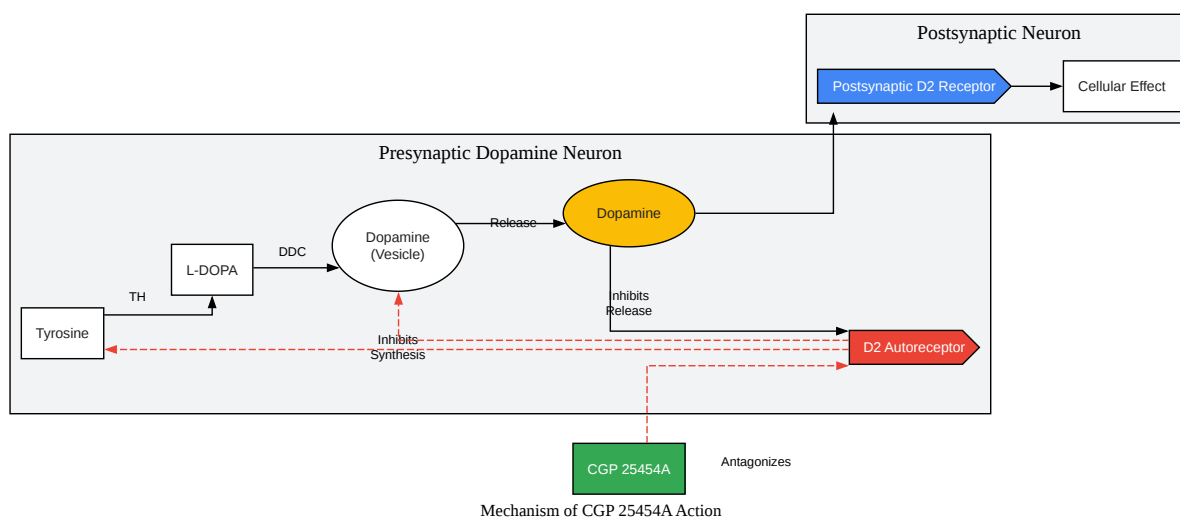 Postsynaptic Neuron
Postsynaptic D2 Receptor
Cellular Effect
Presynaptic Dopamine Neuron
Dopamine
(Vesicle)
Release
Dopamine
L-DOPA
DDC
TH
Tyrosine
Inhibits
Release
Inhibits
Synthesis
D2 Autoreceptor
CGP 25454A
Antagonizes
Mechanism of CGP 25454A Action